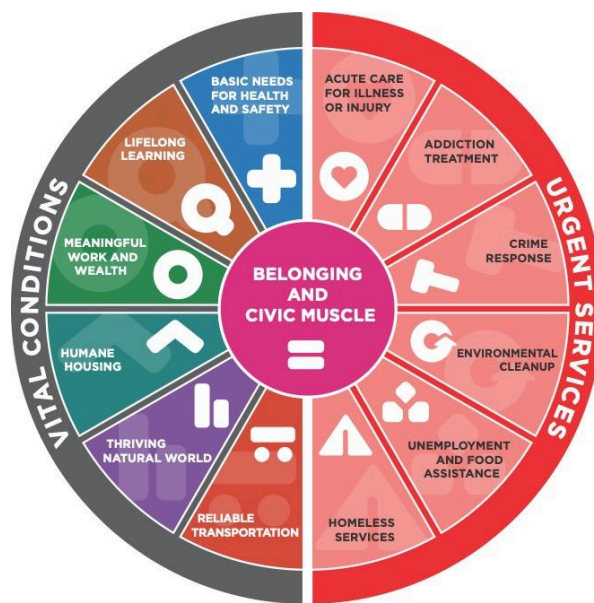 VITAL CONDITIONS
BASIC NEEDS
FOR HEALTH
AND SAFETY
LIFELONG
LEARNING
MEANINGFUL
WORK AND
WEALTH
HUMANE
HOUSING
THRIVING
NATURAL WORLD
RELIABLE
TRANSPORTATION
BELONGING
AND
CIVIC MUSCLE
URGENT SERVICES
ACUTE CARE
FOR ILLNESS
OR INJURY
ADDICTION
TREATMENT
CRIME
RESPONSE
ENVIRONMENTAL
CLEANUP
UNEMPLOYMENT
AND FOOD
ASSISTANCE
HOMELESS
SERVICES